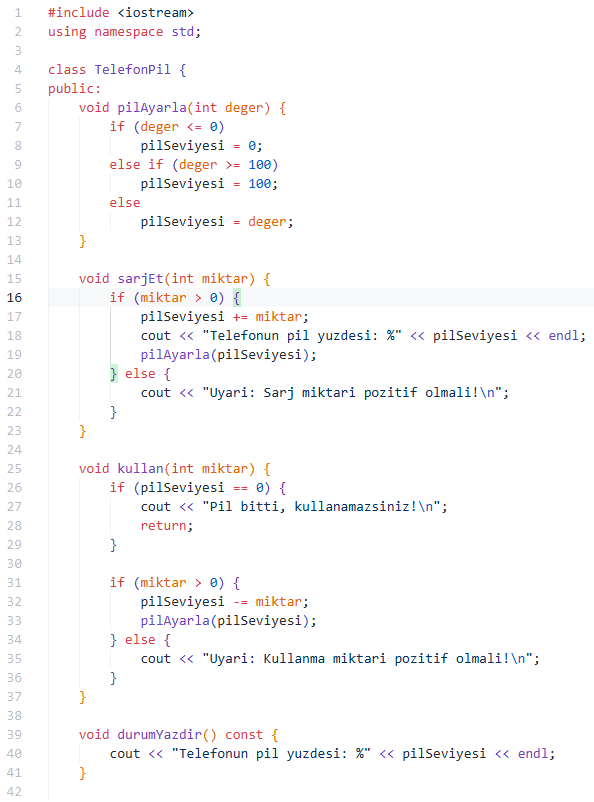 1 #include <iostream>
2 using namespace std;
3
4 class TelefonPil {
5 public:
6     void pilAyarla(int deger) {
7         if (deger <= 0)
8             pilSeviyesi = 0;
9         else if (deger >= 100)
10             pilSeviyesi = 100;
11         else
12             pilSeviyesi = deger;
13     }
14
15     void sarjEt(int miktar) {
16         if (miktar > 0) {
17             pilSeviyesi += miktar;
18             cout << "Telefonun pil yuzdesi: %" << pilSeviyesi << endl;
19             pilAyarla(pilSeviyesi);
20         } else {
21             cout << "Uyari: Sarj miktari pozitif olmali!\n";
22         }
23     }
24
25     void kullan(int miktar) {
26         if (pilSeviyesi == 0) {
27             cout << "Pil bitti, kullanamazsiniz!\n";
28             return;
29         }
30
31         if (miktar > 0) {
32             pilSeviyesi -= miktar;
33             pilAyarla(pilSeviyesi);
34         } else {
35             cout << "Uyari: Kullanma miktari pozitif olmali!\n";
36         }
37     }
38
39     void durumYazdir() const {
40         cout << "Telefonun pil yuzdesi: %" << pilSeviyesi << endl;
41     }
42